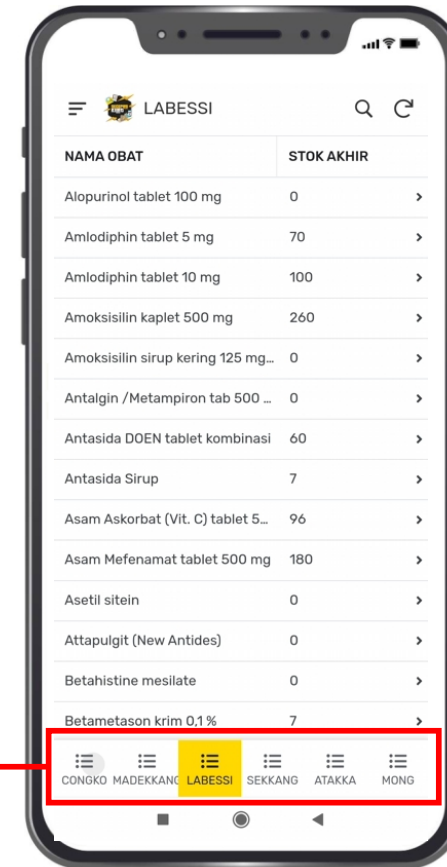 LABESSI
NAMA OBAT STOK AKHIR
Alopurinol tablet 100 mg 0
Amlodiphin tablet 5 mg 70
Amlodiphin tablet 10 mg 100
Amoksisilin kaplet 500 mg 260
Amoksisilin sirup kering 125 mg... 0
Antalgin /Metampiron tab 500 ... 0
Antasida DOEN tablet kombinasi 60
Antasida Sirup 7
Asam Askorbat (Vit. C) tablet 5... 96
Asam Mefenamat tablet 500 mg 180
Asetil sitein 0
Attapulgit (New Antides) 0
Betahistine mesilate 0
Betametason krim 0,1 % 7
CONGKO MADEKKANG LABESSI SEKKANG ATAKKA MONG